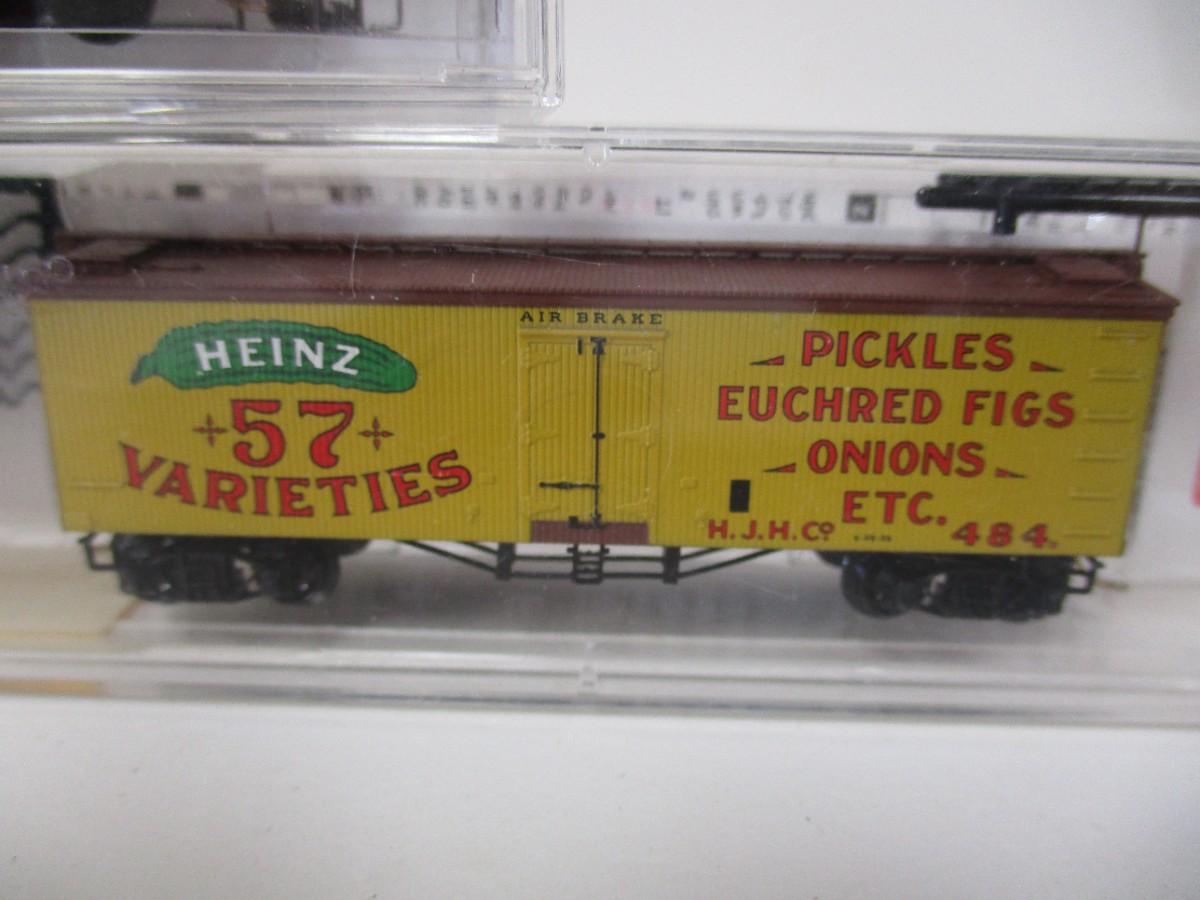 AIR BRAKE
HEINZ
57
VARIETIES
PICKLES
EUCHRED FIGS
ONIONS
ETC.
H.J.H.Co
484